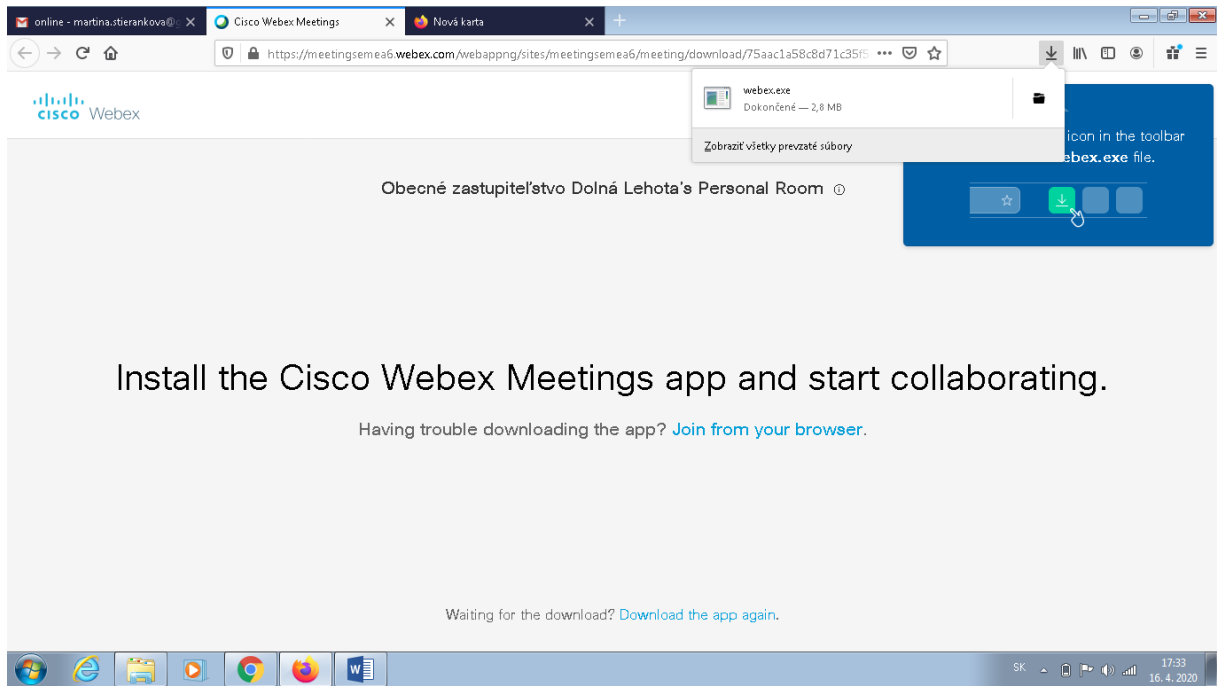 online - martina.stierankova@g
Cisco Webex Meetings
Nová karta
https://meetingsemea6.webex.com/webappng/sites/meetingsemea6/meeting/download/75aac1a58c8d71c35f5
webex.exe
Dokončené — 2,8 MB
Zobraziť všetky prevzaté súbory
cisco Webex
icon in the toolbar
ebex.exe file.
Obecné zastupiteľstvo Dolná Lehota's Personal Room
Install the Cisco Webex Meetings app and start collaborating.
Having trouble downloading the app? Join from your browser.
Waiting for the download? Download the app again.
SK
17:33
16. 4. 2020